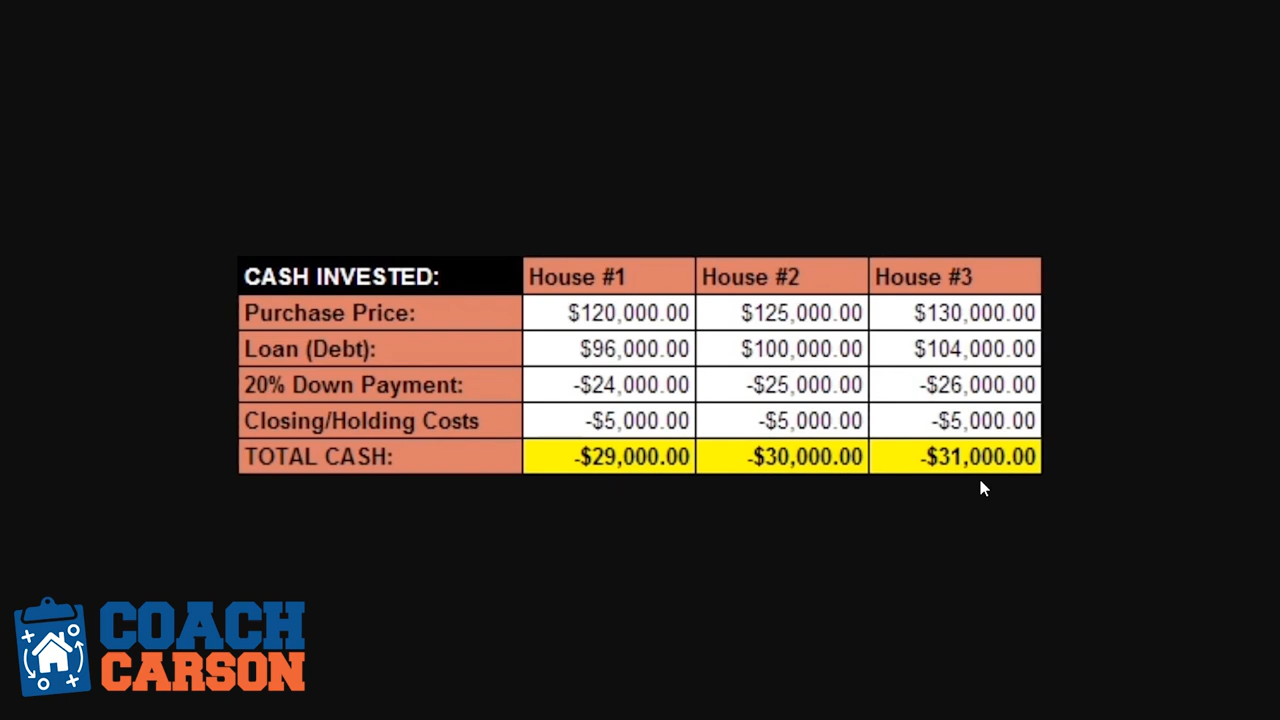 CASH INVESTED: House #1 House #2 House #3
Purchase Price: $120,000.00 $125,000.00 $130,000.00
Loan (Debt): $96,000.00 $100,000.00 $104,000.00
20% Down Payment: -$24,000.00 -$25,000.00 -$26,000.00
Closing/Holding Costs -$5,000.00 -$5,000.00 -$5,000.00
TOTAL CASH: -$29,000.00 -$30,000.00 -$31,000.00
COACH
CARSON